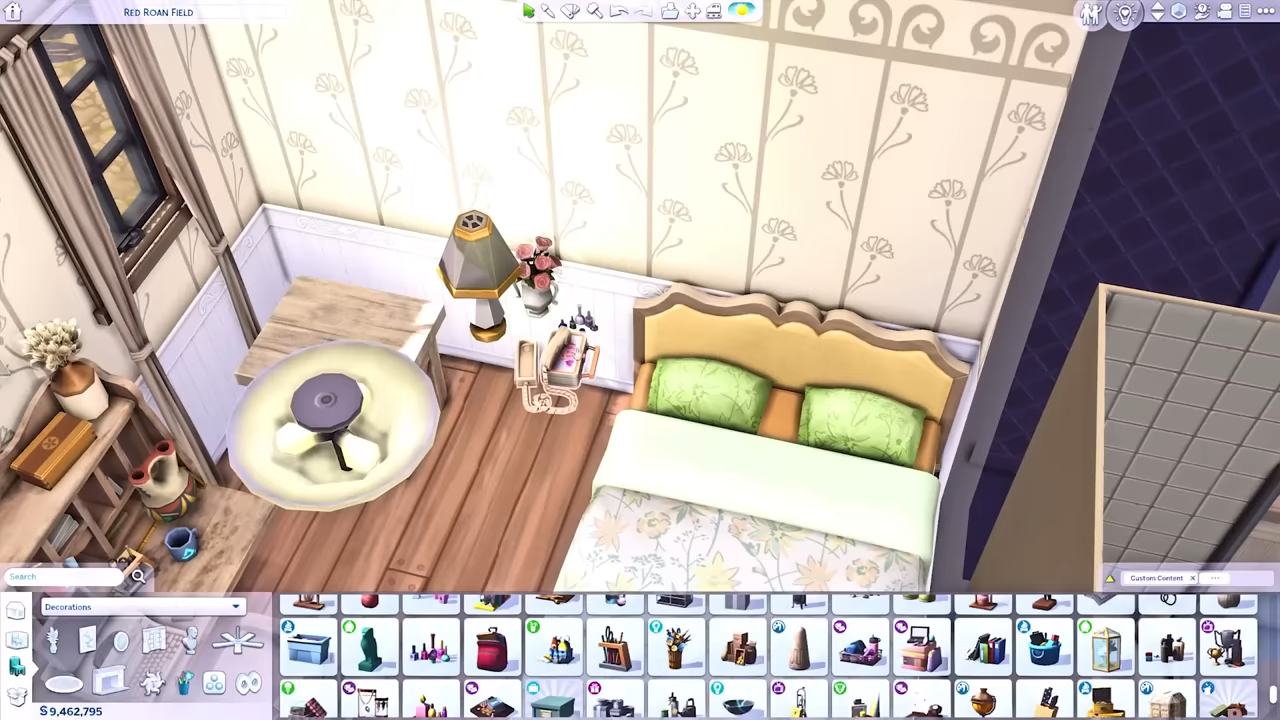 RED ROAN FIELD
Search
Custom Content
Decorations
§9,462,795